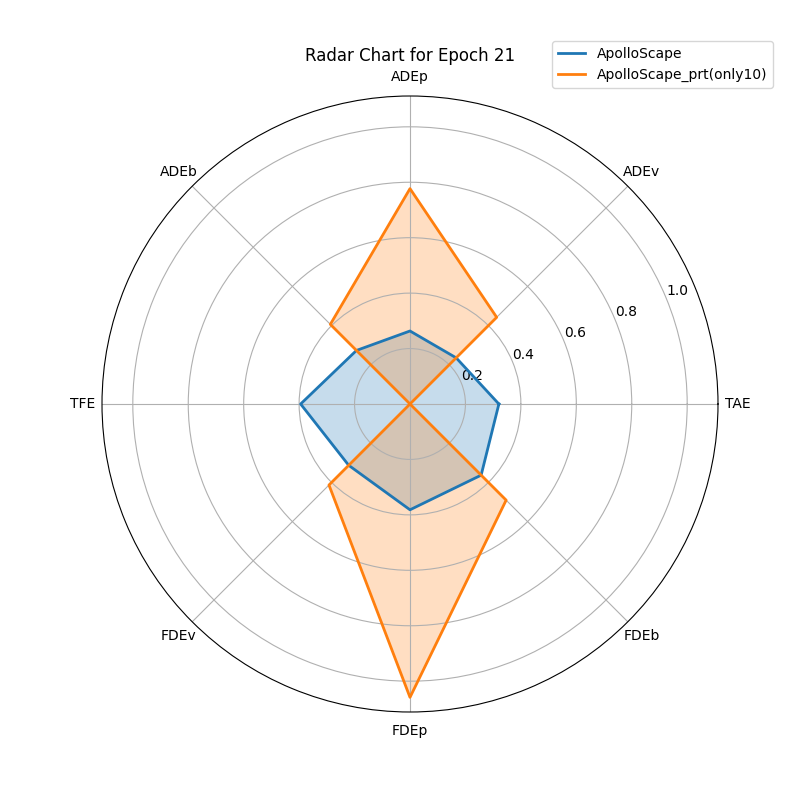 Radar Chart for Epoch 21
ApolloScape
ApolloScape_prt(only10)
ADEp
ADEb
ADEv
1.0
0.8
0.6
0.4
0.2
TFE
TAE
FDEv
FDEb
FDEp